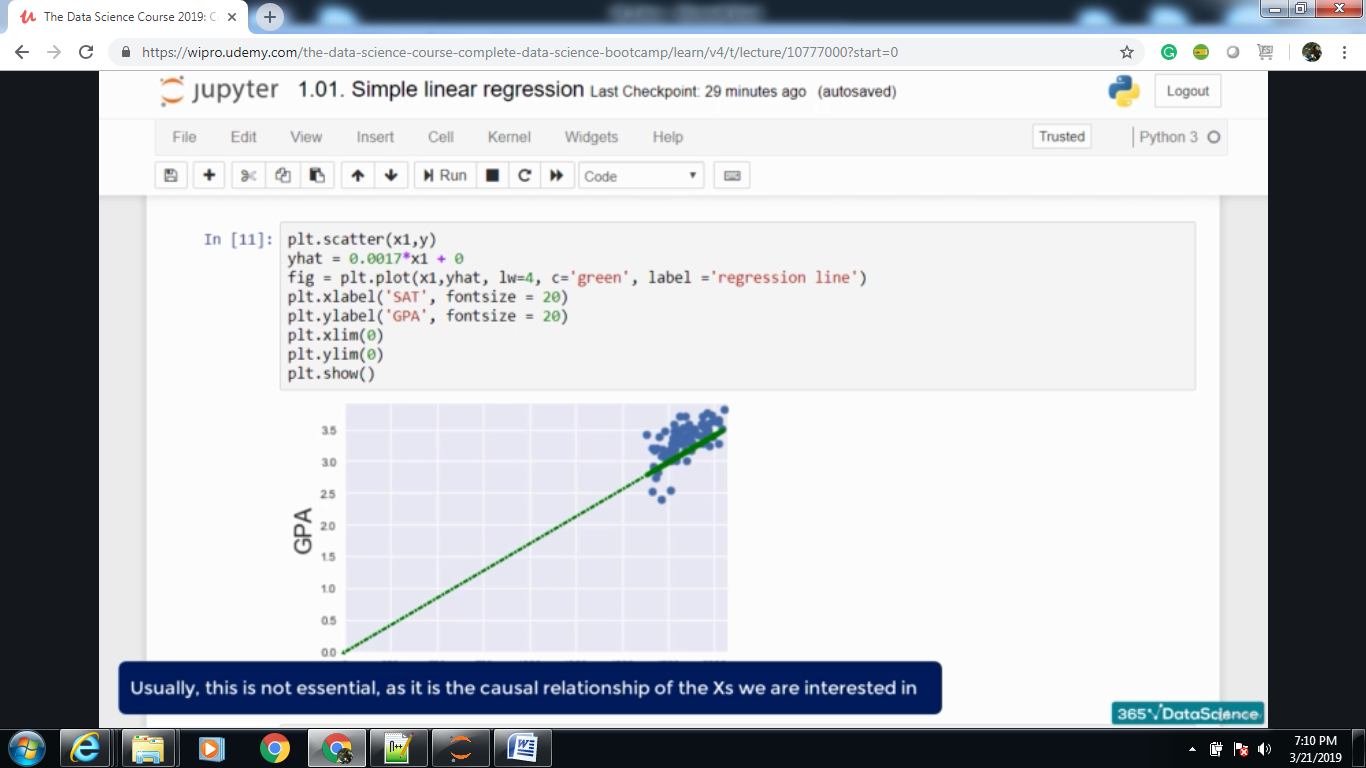 The Data Science Course 2019: C
https://wipro.udemy.com/the-data-science-course-complete-data-science-bootcamp/learn/v4/t/lecture/10777000?start=0
jupyter 1.01. Simple linear regression Last Checkpoint: 29 minutes ago (autosaved)
Logout
File Edit View Insert Cell Kernel Widgets Help
Trusted
Python 3
Run
Code
In [11]:
plt.scatter(x1,y)
yhat = 0.0017*x1 + 0
fig = plt.plot(x1,yhat, lw=4, c='green', label ='regression line')
plt.xlabel('SAT', fontsize = 20)
plt.ylabel('GPA', fontsize = 20)
plt.xlim(0)
plt.ylim(0)
plt.show()
3.5
3.0
2.5
2.0
1.5
1.0
0.5
0.0
GPA
Usually, this is not essential, as it is the causal relationship of the Xs we are interested in
365√DataScience
7:10 PM
3/21/2019